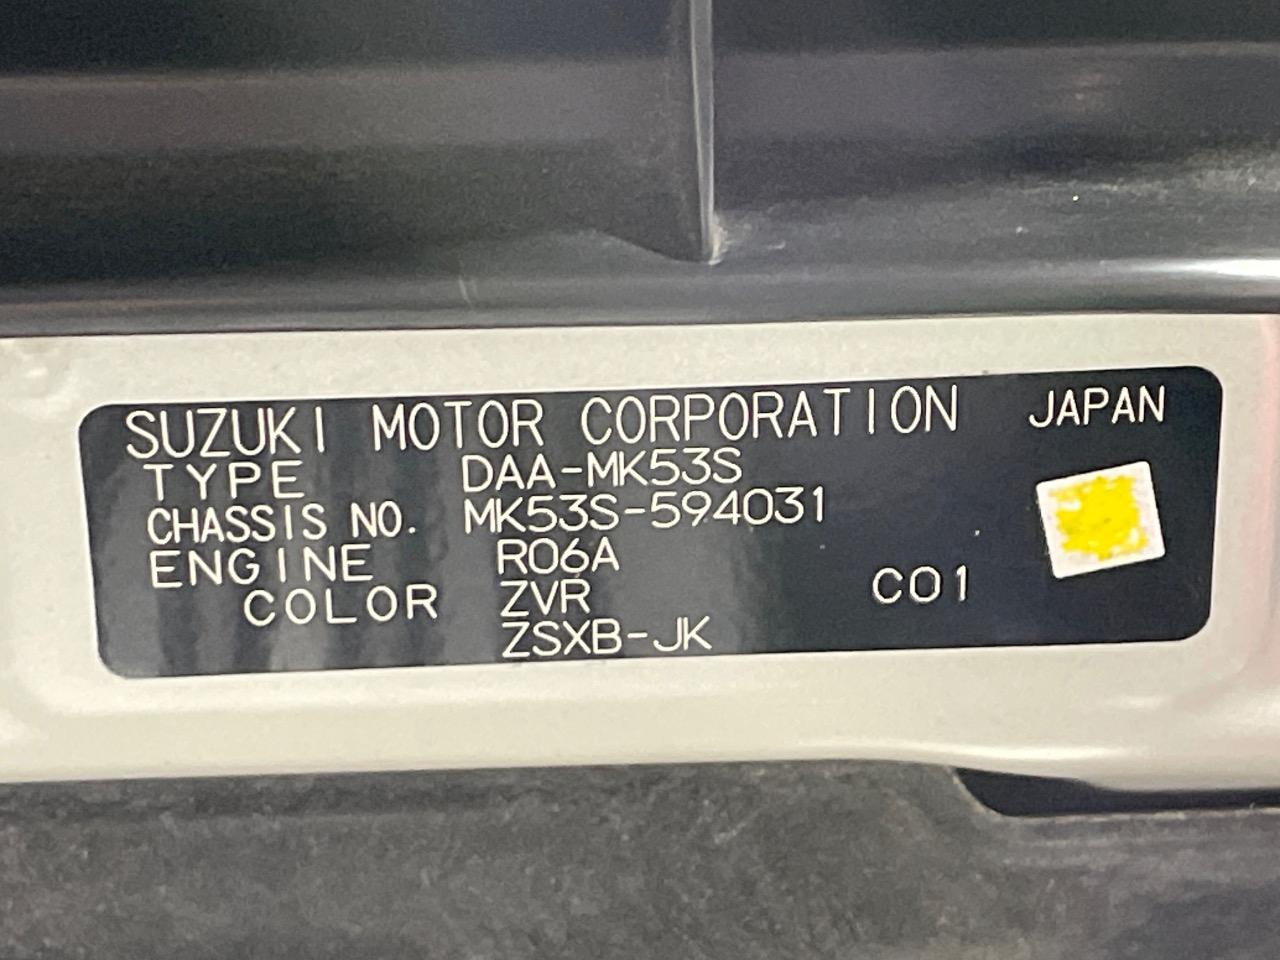 SUZUKI MOTOR CORPORATION JAPAN
TYPE DAA-MK53S
CHASSIS NO. MK53S-594031
ENGINE R06A
COLOR ZVR C01
ZSXB-JK